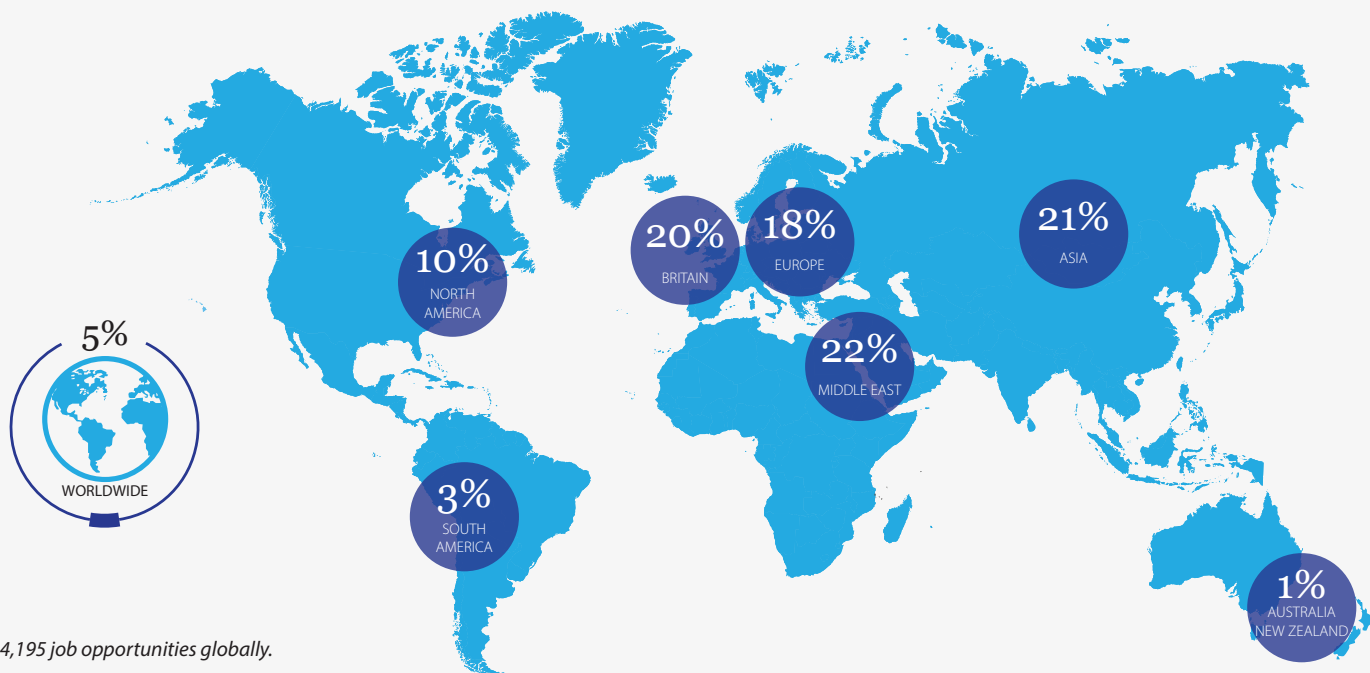 20%
BRITAIN
18%
EUROPE
21%
ASIA
10%
NORTH
AMERICA
22%
MIDDLE EAST
5%
WORLDWIDE
3%
SOUTH
AMERICA
1%
AUSTRALIA
NEW ZEALAND
4,195 job opportunities globally.